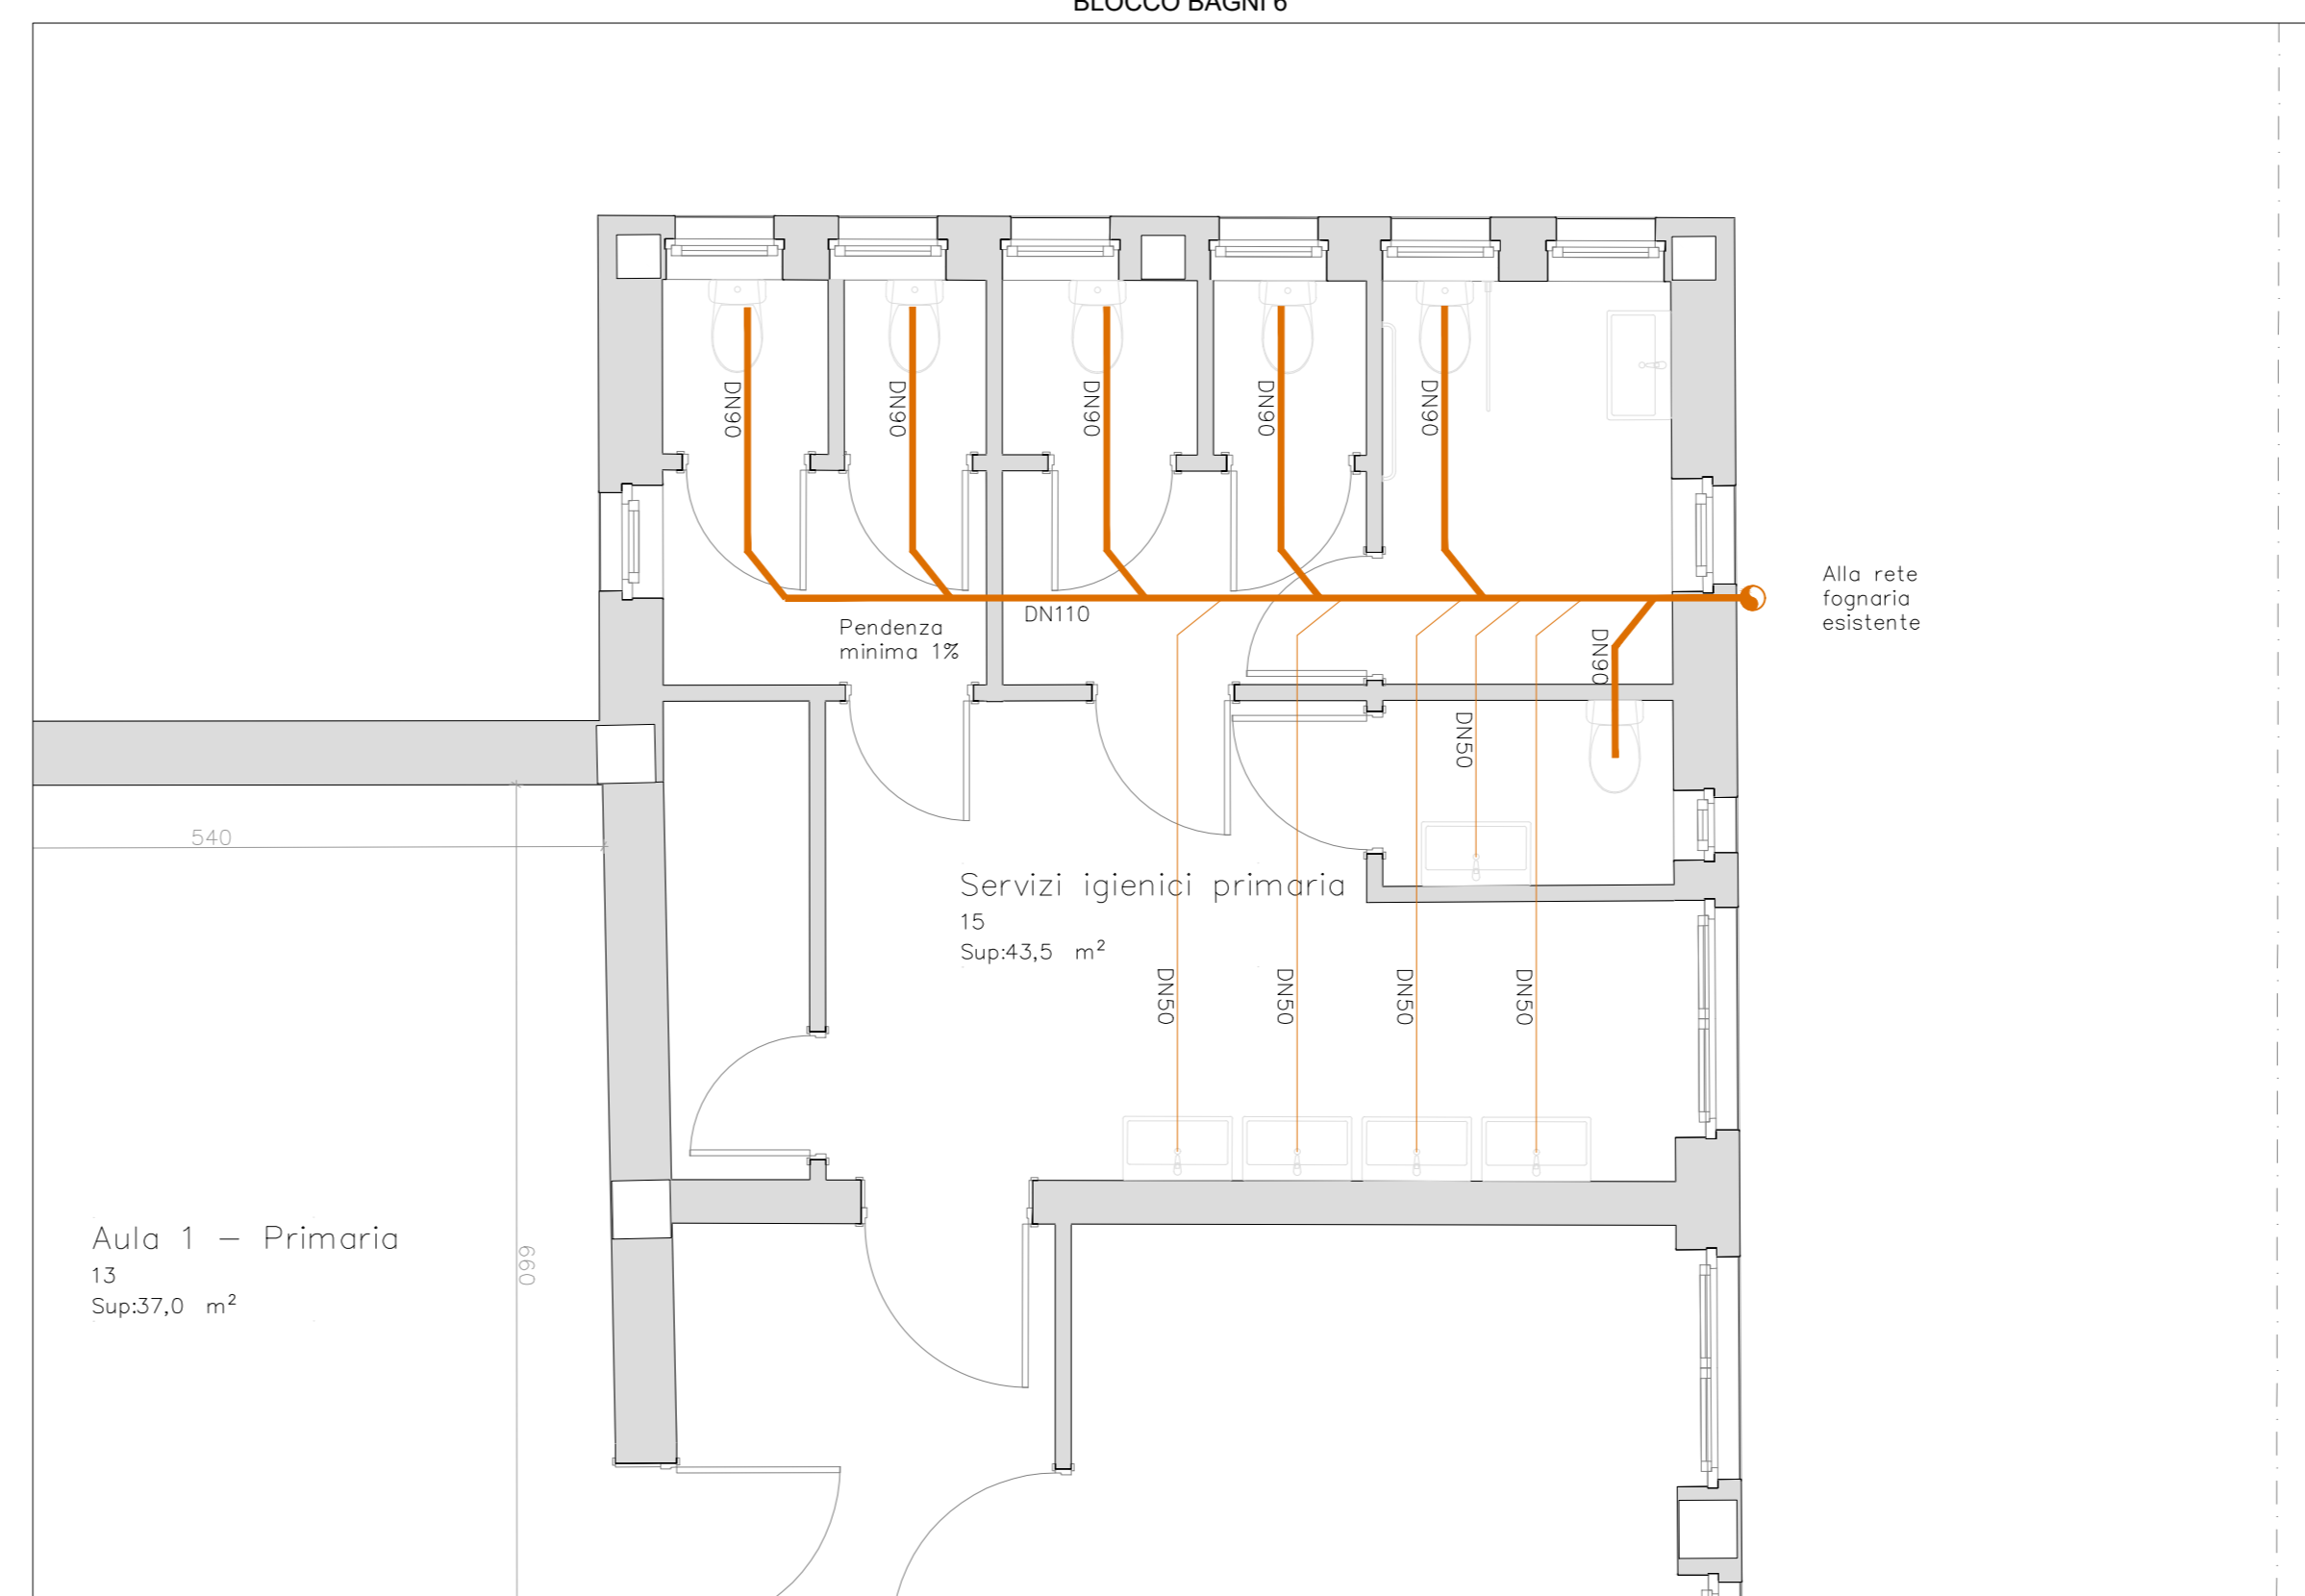 BLOCCO BAGNI 6
DN90
DN90
DN90
DN90
DN90
Alla rete
fognaria
esistente
DN110
Pendenza
minima 1%
DN90
DN50
540
Servizi igienici primaria
15
Sup:43,5 m²
DN50
DN50
DN50
DN50
Aula 1 – Primaria
13
Sup:37,0 m²
660